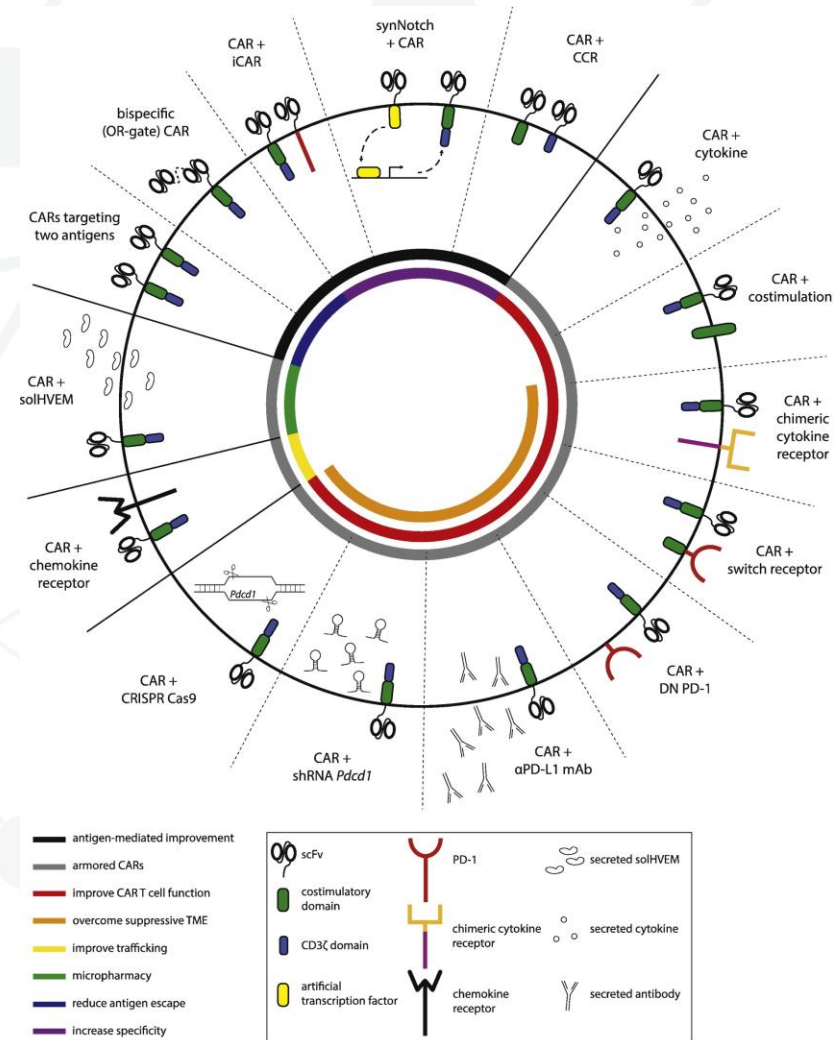 synNotch
+ CAR
CAR +
CCR
CAR +
cytokine
CAR +
costimulation
CAR +
chimeric
cytokine
receptor
CAR +
switch receptor
CAR +
DN PD-1
CAR +
αPD-L1 mAb
CAR +
shRNA Pdcd1
CAR +
CRISPR Cas9
Pdcd1
CAR +
chemokine
receptor
CAR +
solHVEM
CARs targeting
two antigens
bispecific
(OR-gate) CAR
CAR +
iCAR
antigen-mediated improvement
armored CARs
improve CAR T cell function
overcome suppressive TME
improve trafficking
micropharmacy
reduce antigen escape
increase specificity
scFv
costimulatory
domain
CD3ζ domain
artificial
transcription factor
PD-1
chimeric cytokine
receptor
chemokine
receptor
secreted solHVEM
secreted cytokine
secreted antibody